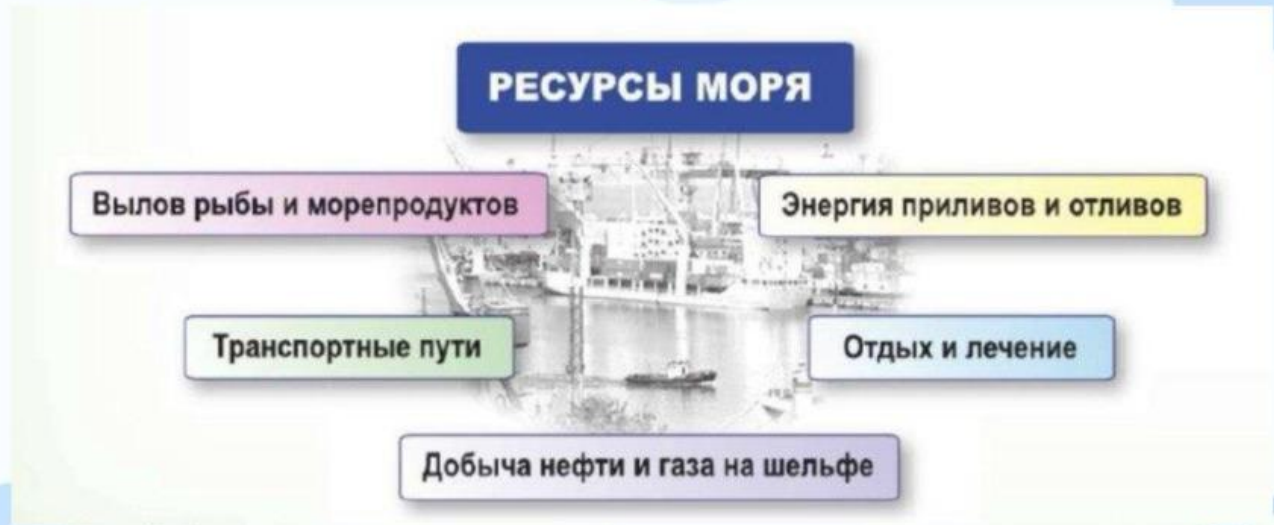 РЕСУРСЫ МОРЯ
Вылов рыбы и морепродуктов
Энергия приливов и отливов
Транспортные пути
Отдых и лечение
Добыча нефти и газа на шельфе